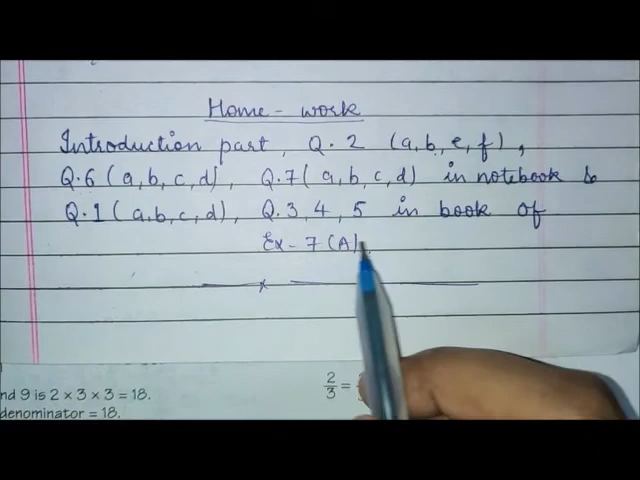 Home - work
Introduction part, Q.2 (a,b,e,f),
Q.6 (a,b,c,d), Q.7 (a,b,c,d) in notebook &
Q.1 (a,b,c,d), Q.3, 4, 5 in book of
Ex - 7 (A)
nd 9 is 2 × 3 × 3 = 18.
denominator = 18.
2/3 =